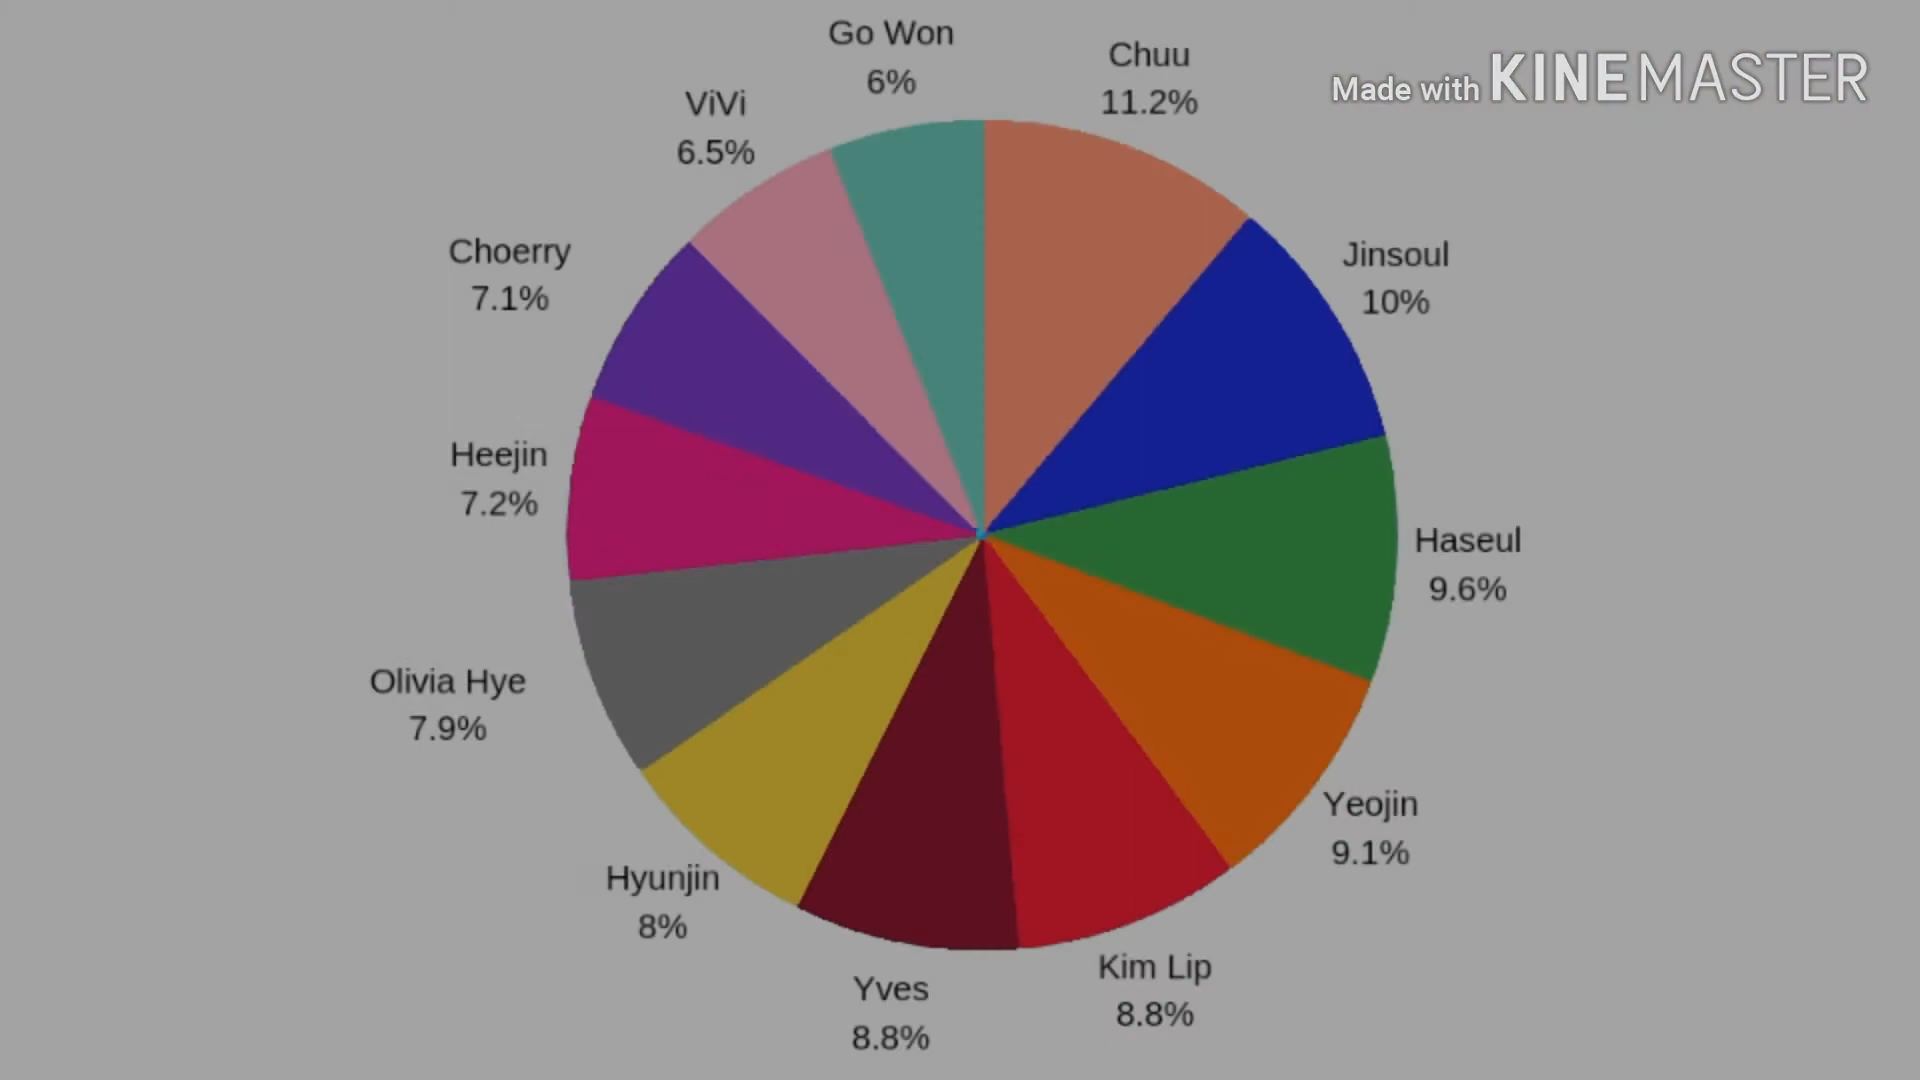 Go Won
6%
Chuu
11.2%
Made with KINEMASTER
ViVi
6.5%
Choerry
7.1%
Jinsoul
10%
Heejin
7.2%
Haseul
9.6%
Olivia Hye
7.9%
Yeojin
9.1%
Hyunjin
8%
Kim Lip
8.8%
Yves
8.8%